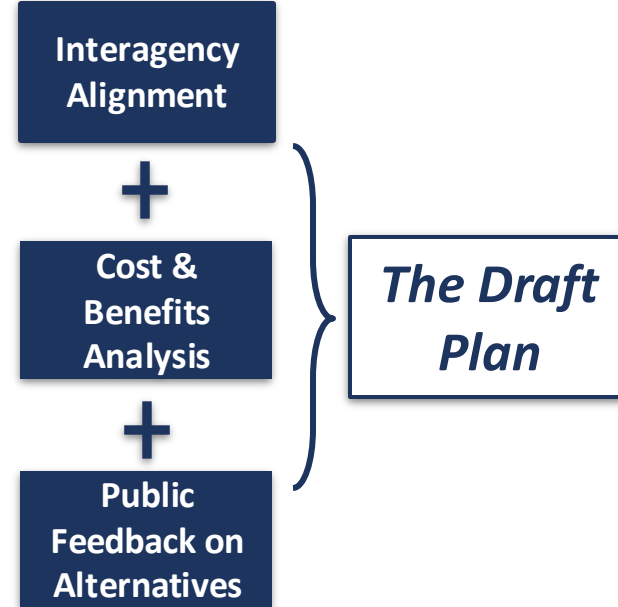 Interagency
Alignment
+
Cost &
Benefits
Analysis
+
Public
Feedback on
Alternatives
The Draft
Plan